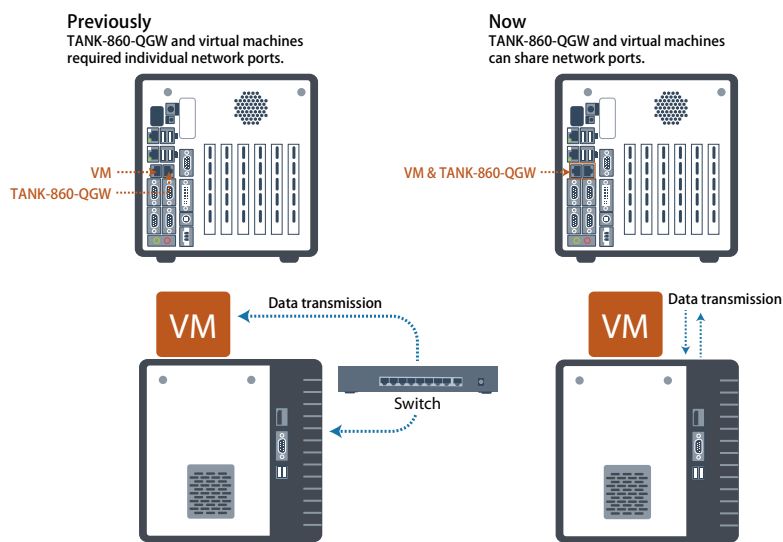 Previously
TANK-860-QGW and virtual machines
required individual network ports.
VM
TANK-860-QGW
VM
Data transmission
Switch
Now
TANK-860-QGW and virtual machines
can share network ports.
VM & TANK-860-QGW
VM
Data transmission